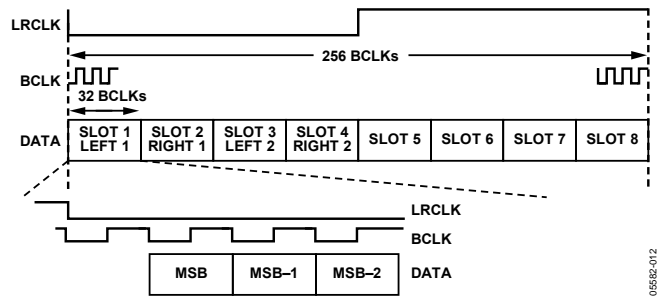 LRCLK
256 BCLKs
BCLK
32 BCLKs
DATA
SLOT 1
LEFT 1
SLOT 2
RIGHT 1
SLOT 3
LEFT 2
SLOT 4
RIGHT 2
SLOT 5
SLOT 6
SLOT 7
SLOT 8
LRCLK
BCLK
MSB
MSB–1
MSB–2
DATA
05582-012